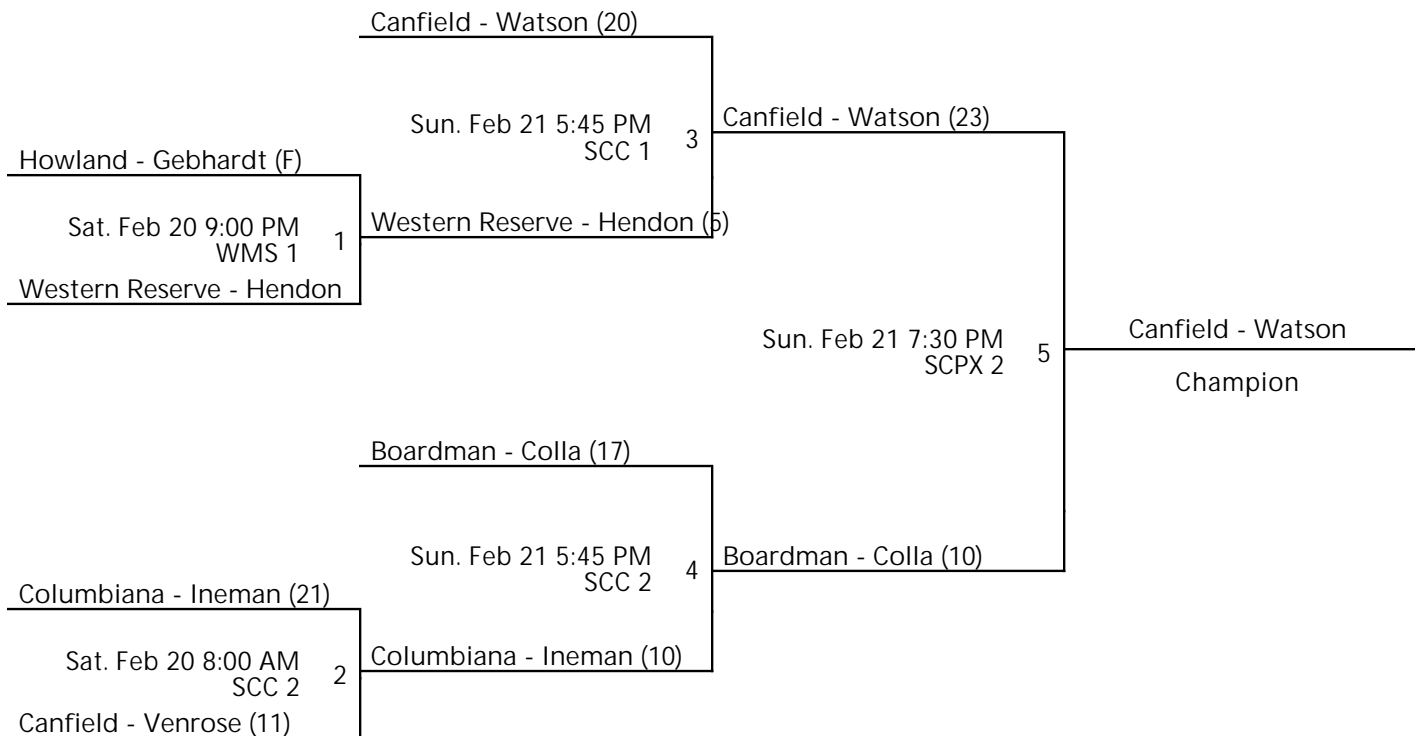 Canfield - Watson (20)
Sun. Feb 21 5:45 PM
SCC 1
3
Canfield - Watson (23)
Howland - Gebhardt (F)
Sat. Feb 20 9:00 PM
WMS 1
1
Western Reserve - Hendon (5)
Western Reserve - Hendon
Sun. Feb 21 7:30 PM
SCPX 2
5
Canfield - Watson
Champion
Boardman - Colla (17)
Sun. Feb 21 5:45 PM
SCC 2
4
Boardman - Colla (10)
Columbiana - Ineman (21)
Sat. Feb 20 8:00 AM
SCC 2
2
Columbiana - Ineman (10)
Canfield - Venrose (11)